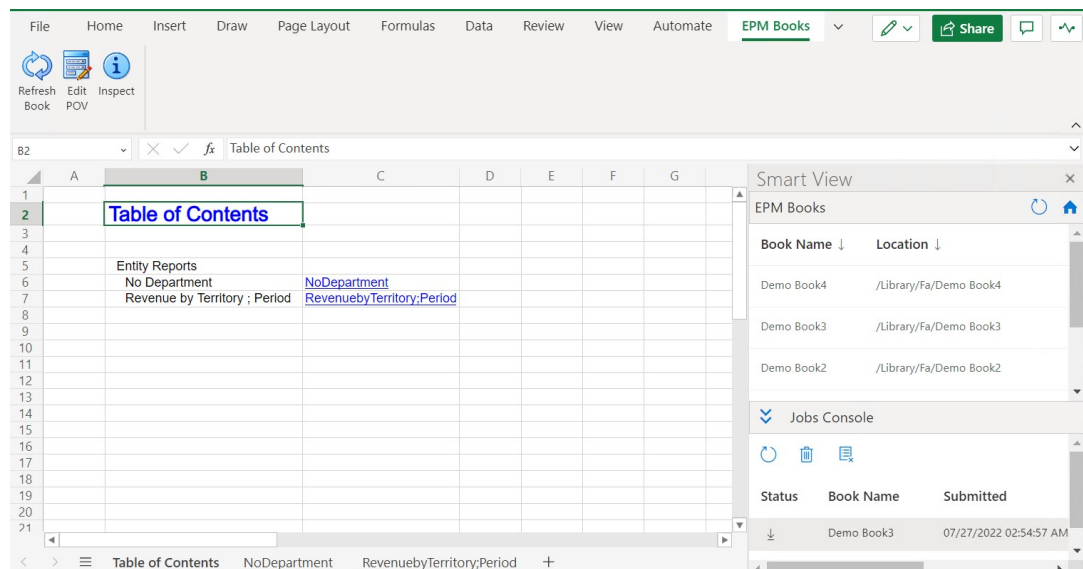 File Home Insert Draw Page Layout Formulas Data Review View Automate EPM Books Share
Refresh Book Edit POV Inspect
B2 fx Table of Contents
A B C D E F G
1
2 Table of Contents
3
4
5 Entity Reports
6 No Department NoDepartment
7 Revenue by Territory ; Period RevenuebyTerritory;Period
8
9
10
11
12
13
14
15
16
17
18
19
20
21
Table of Contents NoDepartment RevenuebyTerritory;Period
Smart View
EPM Books
Book Name Location
Demo Book4 /Library/Fa/Demo Book4
Demo Book3 /Library/Fa/Demo Book3
Demo Book2 /Library/Fa/Demo Book2
Jobs Console
Status Book Name Submitted
Demo Book3 07/27/2022 02:54:57 AM